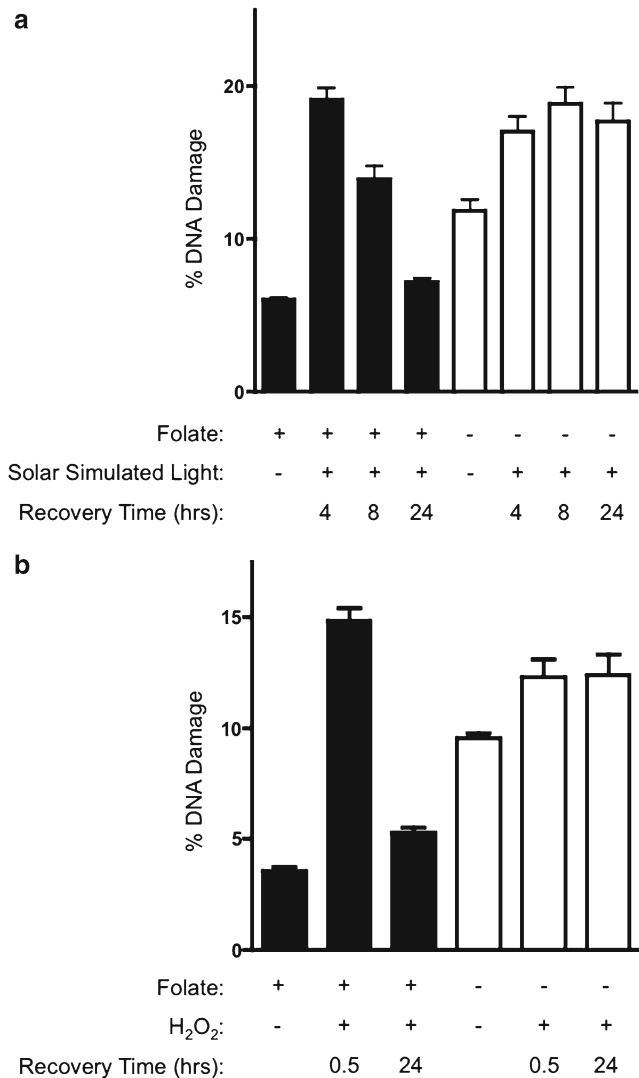 a
% DNA Damage
20
10
0
Folate: + + + + - - - -
Solar Simulated Light: - + + + - + + +
Recovery Time (hrs): 4 8 24 4 8 24
b
% DNA Damage
15
10
5
0
Folate: + + + - - -
H₂O₂: - + + - + +
Recovery Time (hrs): 0.5 24 0.5 24